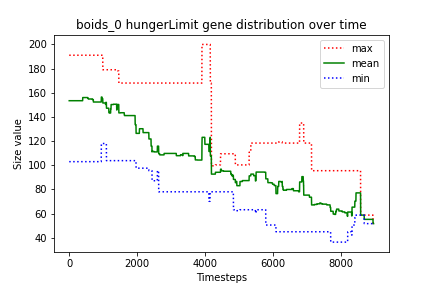 boids_0 hungerLimit gene distribution over time
max
mean
min
Size value
200
180
160
140
120
100
80
60
40
0 2000 4000 6000 8000
Timesteps